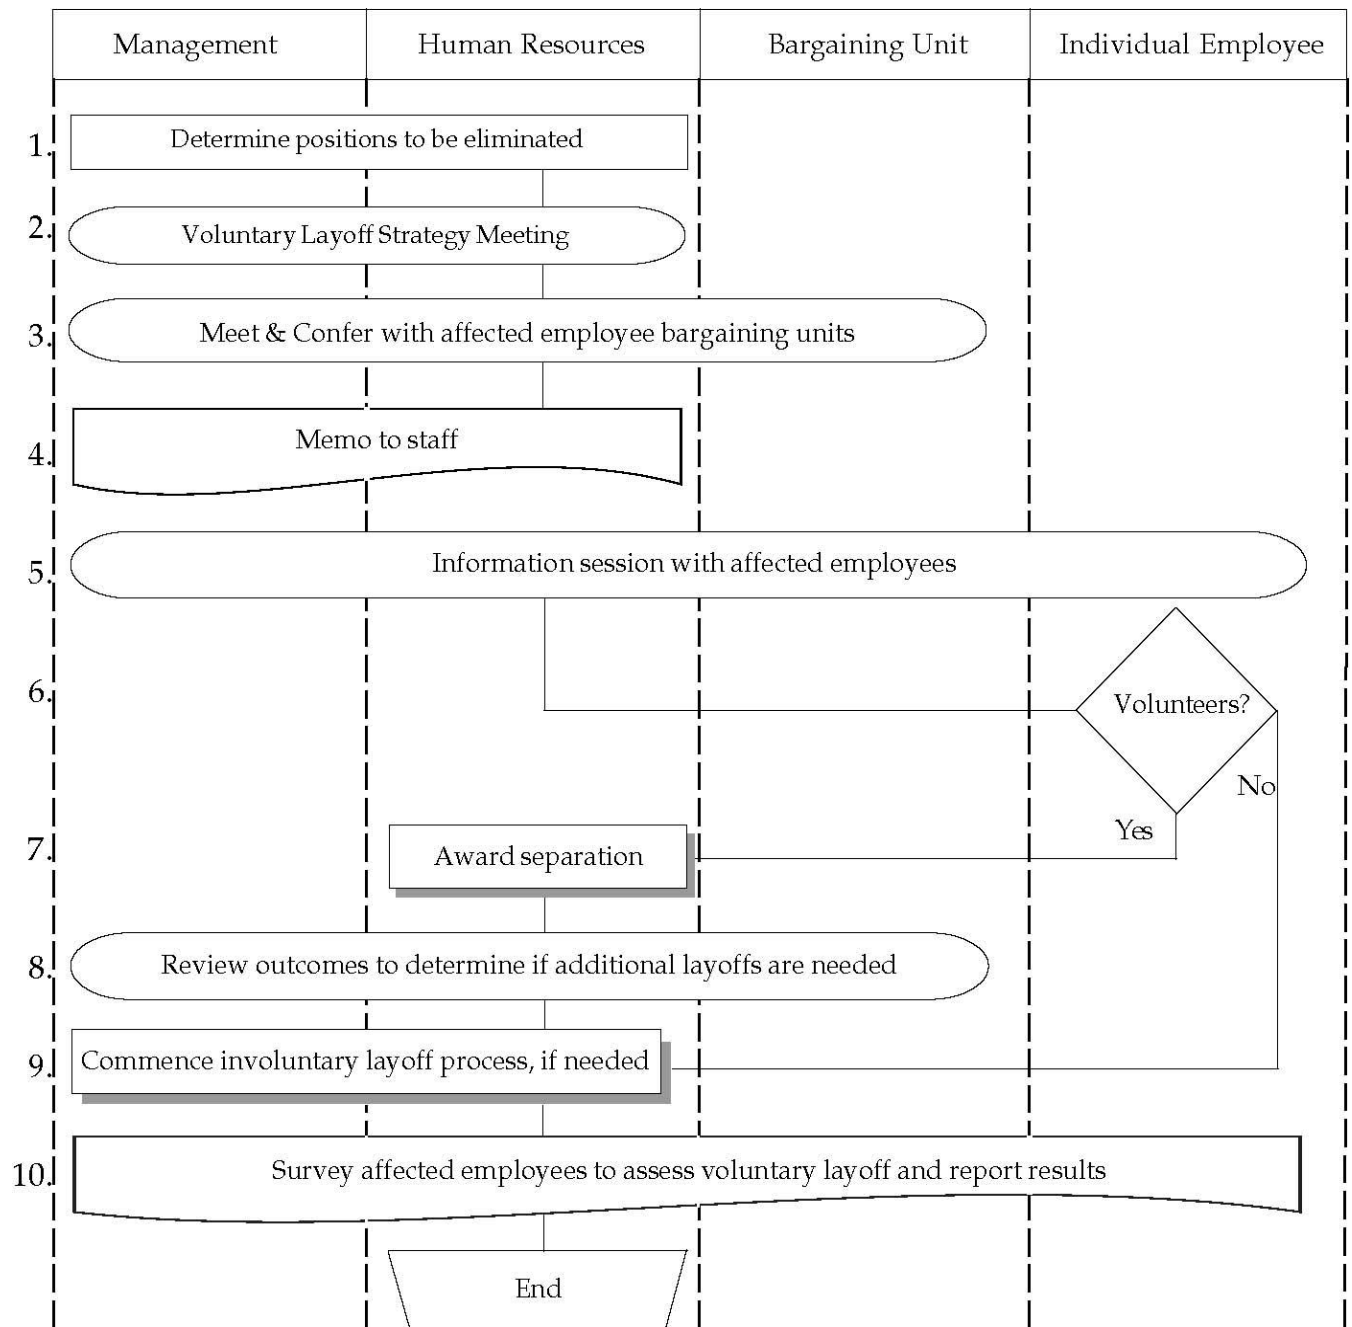 Management Human Resources Bargaining Unit Individual Employee
1. Determine positions to be eliminated
2. Voluntary Layoff Strategy Meeting
3. Meet & Confer with affected employee bargaining units
4. Memo to staff
5. Information session with affected employees
6. Volunteers?
No
Yes
7. Award separation
8. Review outcomes to determine if additional layoffs are needed
9. Commence involuntary layoff process, if needed
10. Survey affected employees to assess voluntary layoff and report results
End